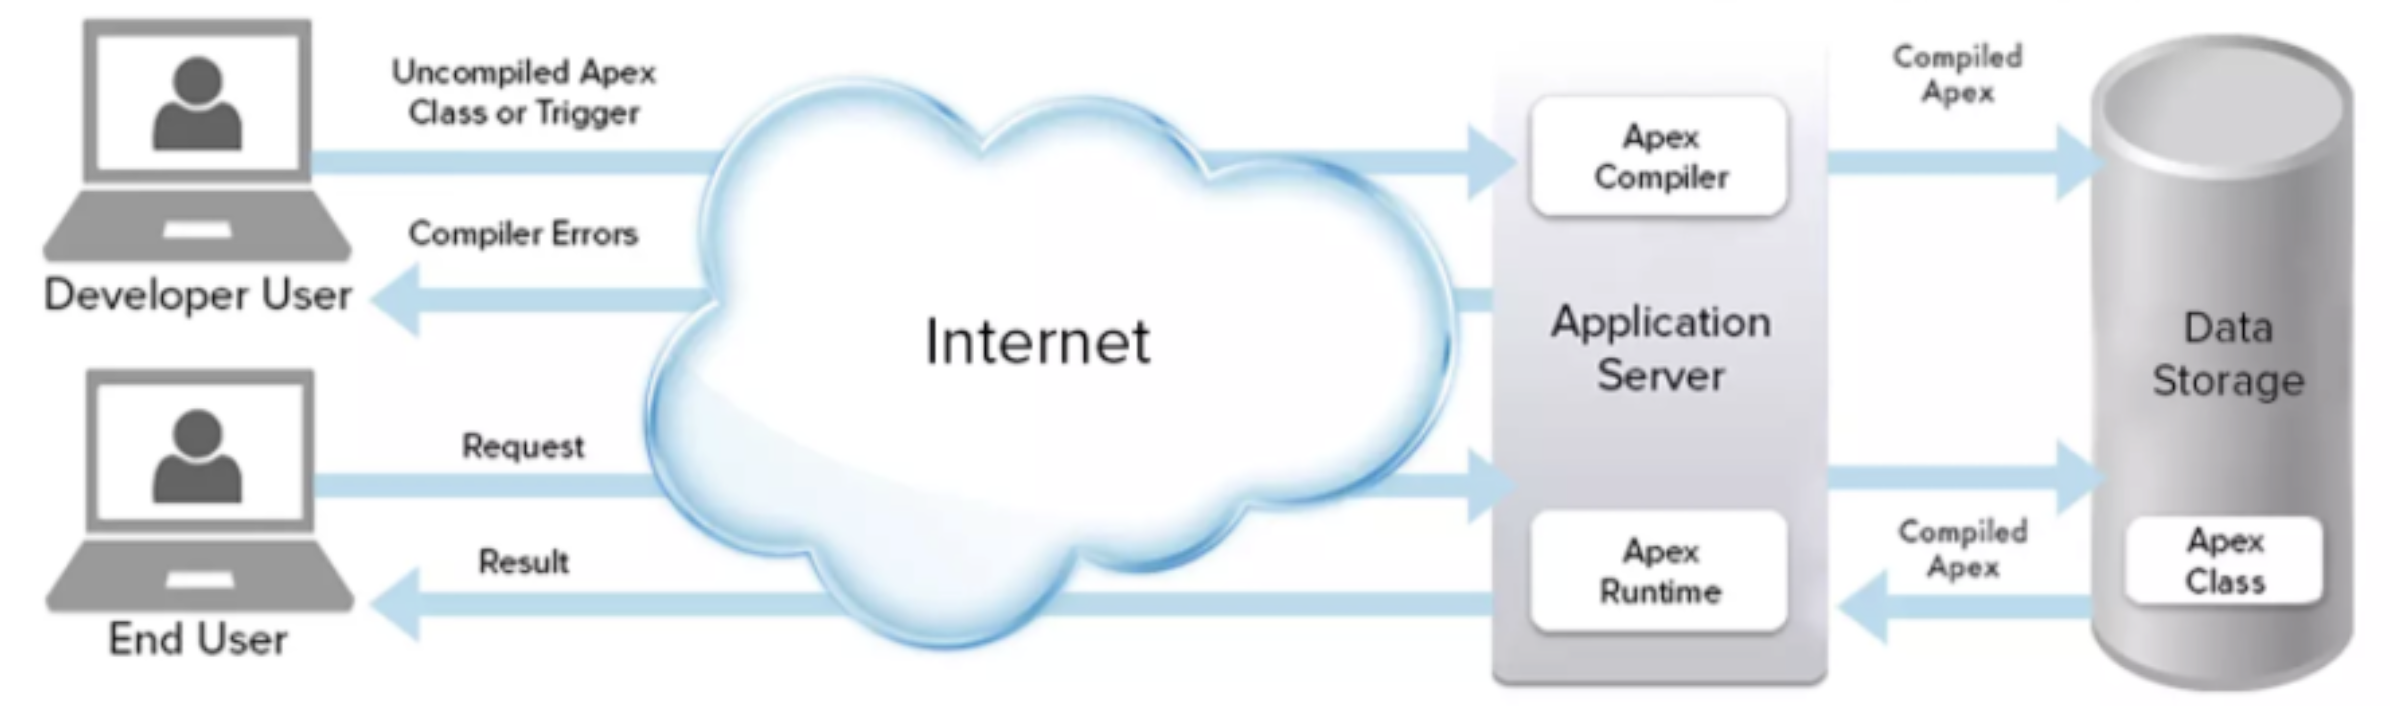 Uncompiled Apex
Class or Trigger
Compiler Errors
Developer User
Request
Result
End User
Internet
Apex
Compiler
Application
Server
Apex
Runtime
Compiled
Apex
Compiled
Apex
Data
Storage
Apex
Class